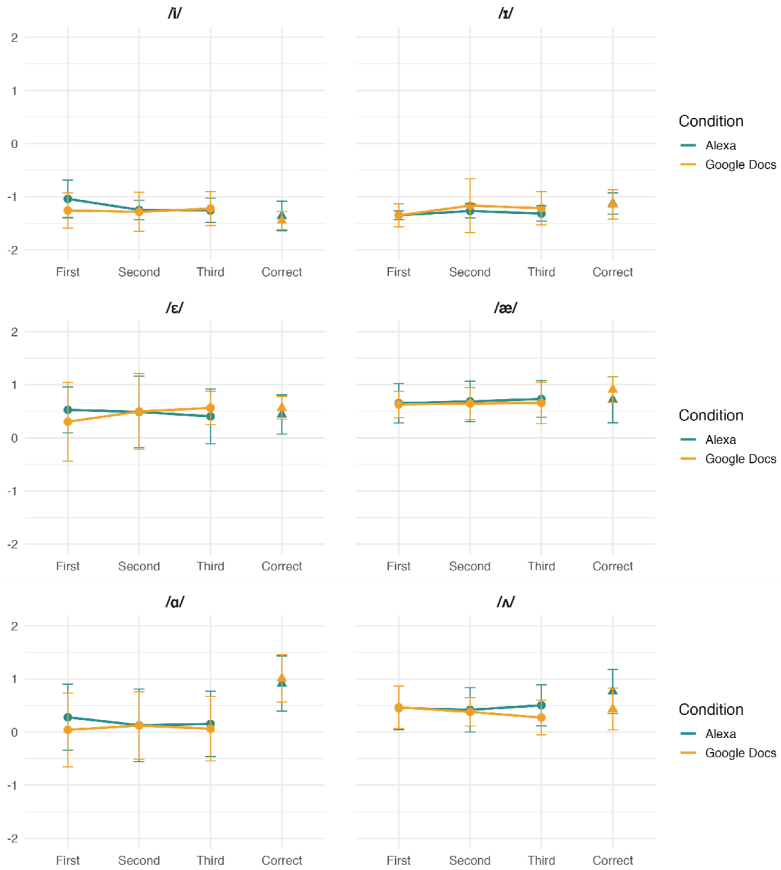 /i/ /ɪ/
2
1
0
-1
-2
First Second Third Correct First Second Third Correct
Condition
Alexa
Google Docs
/ɛ/ /æ/
2
1
0
-1
-2
First Second Third Correct First Second Third Correct
Condition
Alexa
Google Docs
/ɑ/ /ʌ/
2
1
0
-1
-2
First Second Third Correct First Second Third Correct
Condition
Alexa
Google Docs